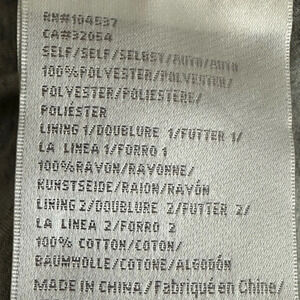 RN#104537
CA#32054
SELF/SELF/SELBST/AUTO/AUTO
100%POLYESTER/POLYESTER/
POLYESTER/POLIESTERE/
POLIÉSTER
LINING 1/DOUBLURE 1/FUTTER 1/
LA LINEA 1/FORRO 1
100%RAYON/RAYONNE/
KUNSTSEIDE/RAION/RAYÓN
LINING 2/DOUBLURE 2/FUTTER 2/
LA LINEA 2/FORRO 2
100% COTTON/COTON/
BAUMWOLLE/COTONE/ALGODÓN
MADE IN CHINA/Fabriqué en Chine/